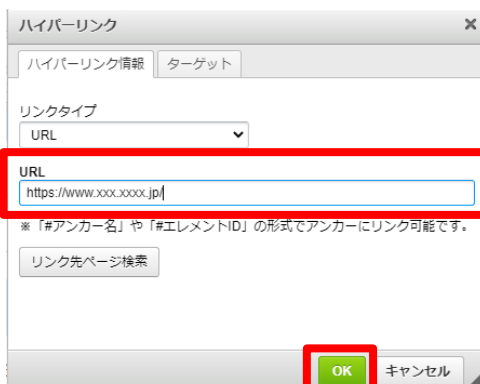 ハイパーリンク
ハイパーリンク情報 ターゲット
リンクタイプ
URL
URL
https://www.xxx.xxxx.jp/
※「#アンカー名」や「#エレメントID」の形式でアンカーにリンク可能です。
リンク先ページ検索
OK キャンセル